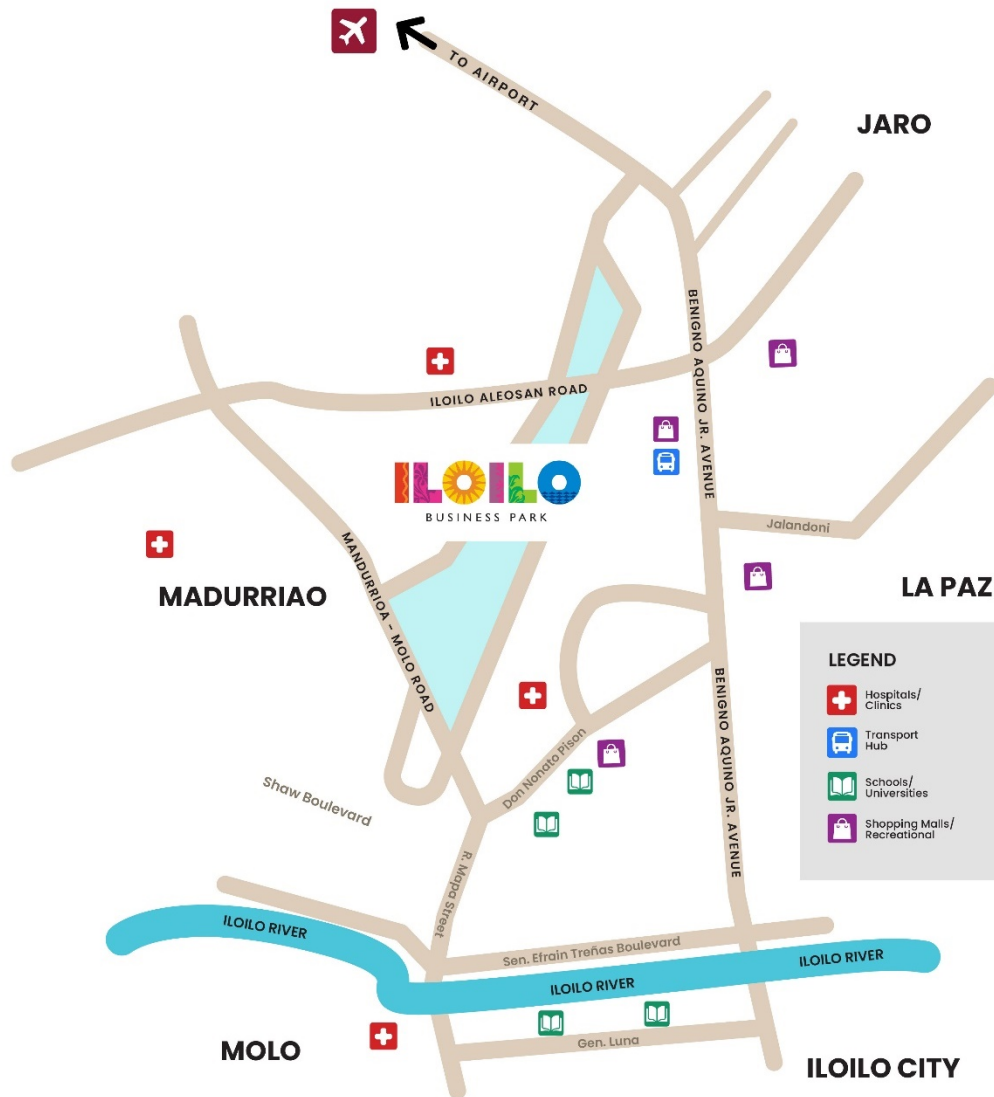 TO AIRPORT
JARO
BENIGNO AQUINO JR. AVENUE
ILOILO ALEOSAN ROAD
ILOILO
BUSINESS PARK
Jalandoni
MANDURRIOA - MOLO ROAD
MADURRIAO
LA PAZ
LEGEND
Hospitals/
Clinics
Transport
Hub
Schools/
Universities
Shopping Malls/
Recreational
BENIGNO AQUINO JR. AVENUE
Don Nonato Pison
Shaw Boulevard
R. Mapa Street
ILOILO RIVER
Sen. Efraín Treñas Boulevard
ILOILO RIVER
ILOILO RIVER
Gen. Luna
MOLO
ILOILO CITY